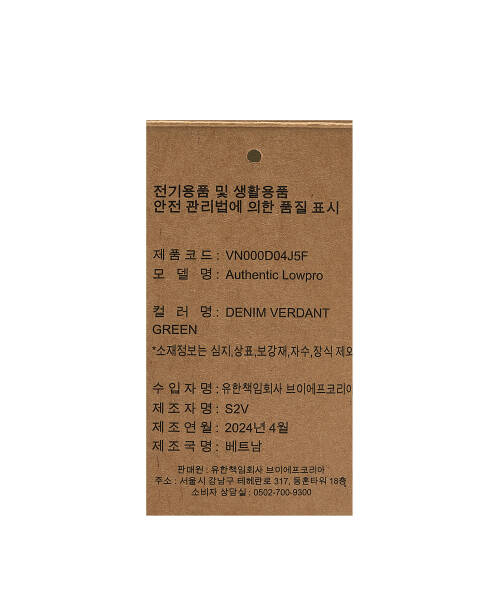 전기용품 및 생활용품
안전 관리법에 의한 품질 표시
제품코드 : VN000D04J5F
모 델 명 : Authentic Lowpro
컬 러 명 : DENIM VERDANT
GREEN
*소재정보는 심지,상표,보강재,자수,장식 제외
수입자명 : 유한책임회사 브이에프코리아
제조자명 : S2V
제조연월 : 2024년 4월
제조국명 : 베트남
판매원 : 유한책임회사 브이에프코리아
주소 : 서울시 강남구 테헤란로 317, 동훈타워 18층
소비자 상담실 : 0502-700-9300